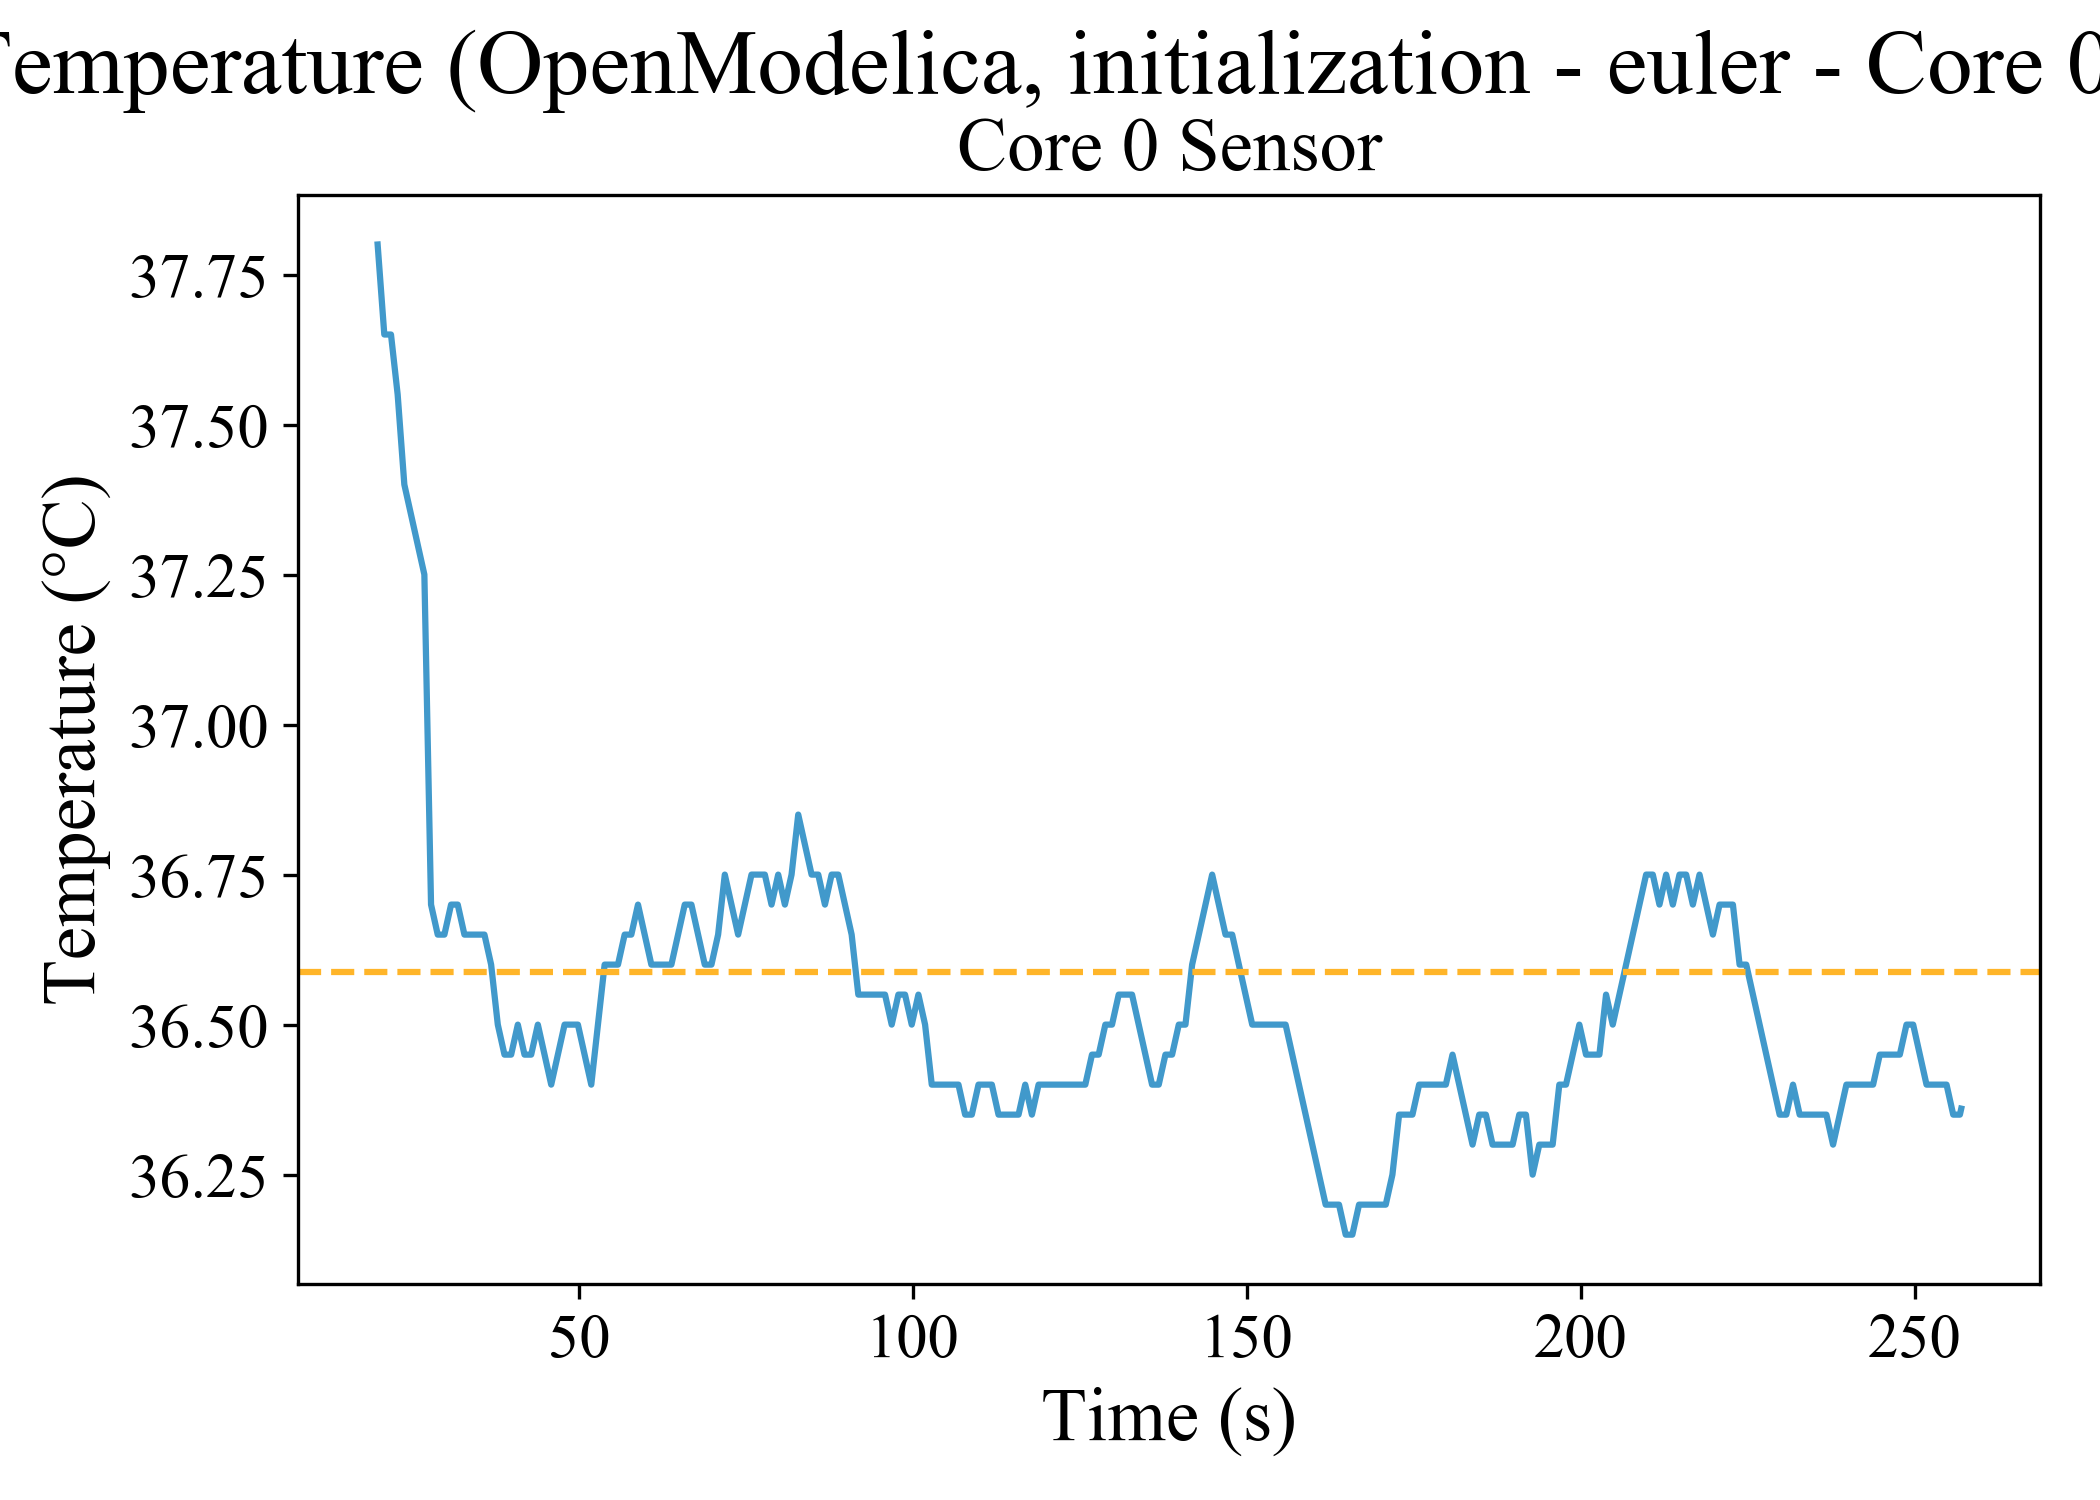 Temperature (OpenModelica, initialization - euler - Core 0
Core 0 Sensor
37.75
37.50
37.25
37.00
36.75
36.50
36.25
Temperature (°C)
50 100 150 200 250
Time (s)